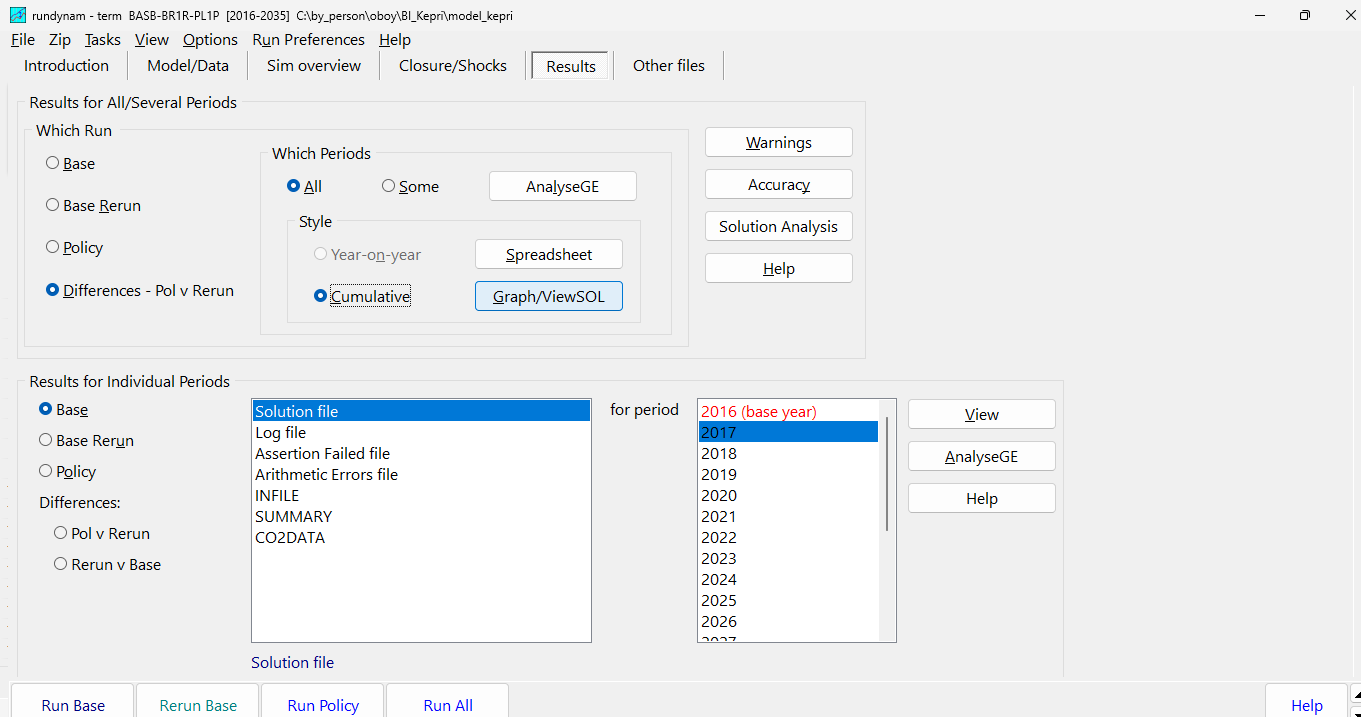 rundynam - term BASB-BR1R-PL1P [2016-2035] C:\by_person\oboy\BI_Kepri\model_kepri
File Zip Tasks View Options Run Preferences Help
Introduction Model/Data Sim overview Closure/Shocks Results Other files
Results for All/Several Periods
Which Run
Base
Base Rerun
Policy
Differences - Pol v Rerun
Which Periods
All Some AnalyseGE
Style
Year-on-year Spreadsheet
Cumulative Graph/ViewSOL
Warnings
Accuracy
Solution Analysis
Help
Results for Individual Periods
Base
Base Rerun
Policy
Differences:
Pol v Rerun
Rerun v Base
Solution file
Log file
Assertion Failed file
Arithmetic Errors file
INFILE
SUMMARY
CO2DATA
Solution file
for period
2016 (base year)
2017
2018
2019
2020
2021
2022
2023
2024
2025
2026
2027
View
AnalyseGE
Help
Run Base Rerun Base Run Policy Run All Help